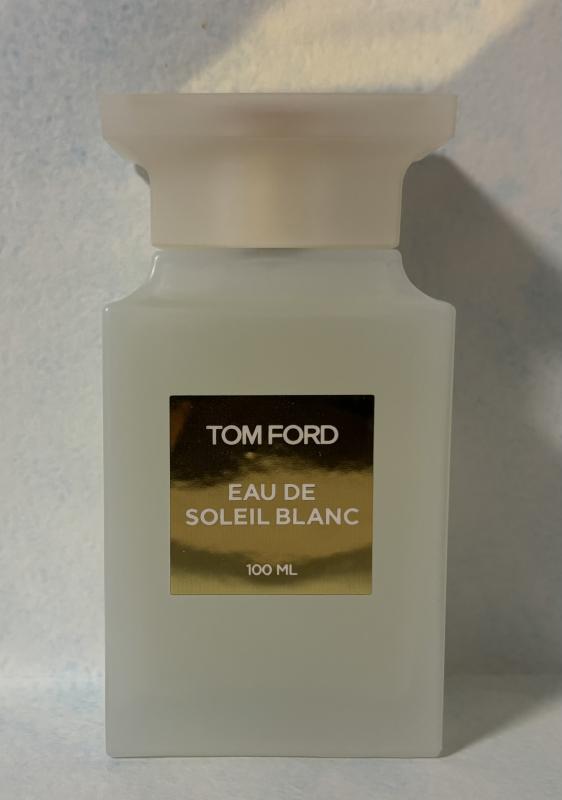 TOM FORD
EAU DE
SOLEIL BLANC
100 ML